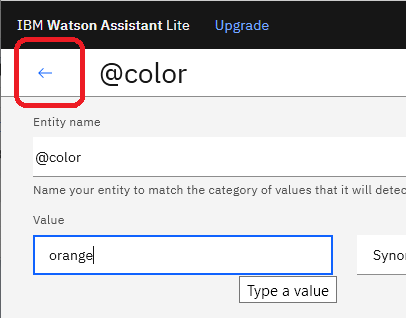 IBM Watson Assistant Lite Upgrade
← @color
Entity name
@color
Name your entity to match the category of values that it will detec
Value
orange
Synor
Type a value